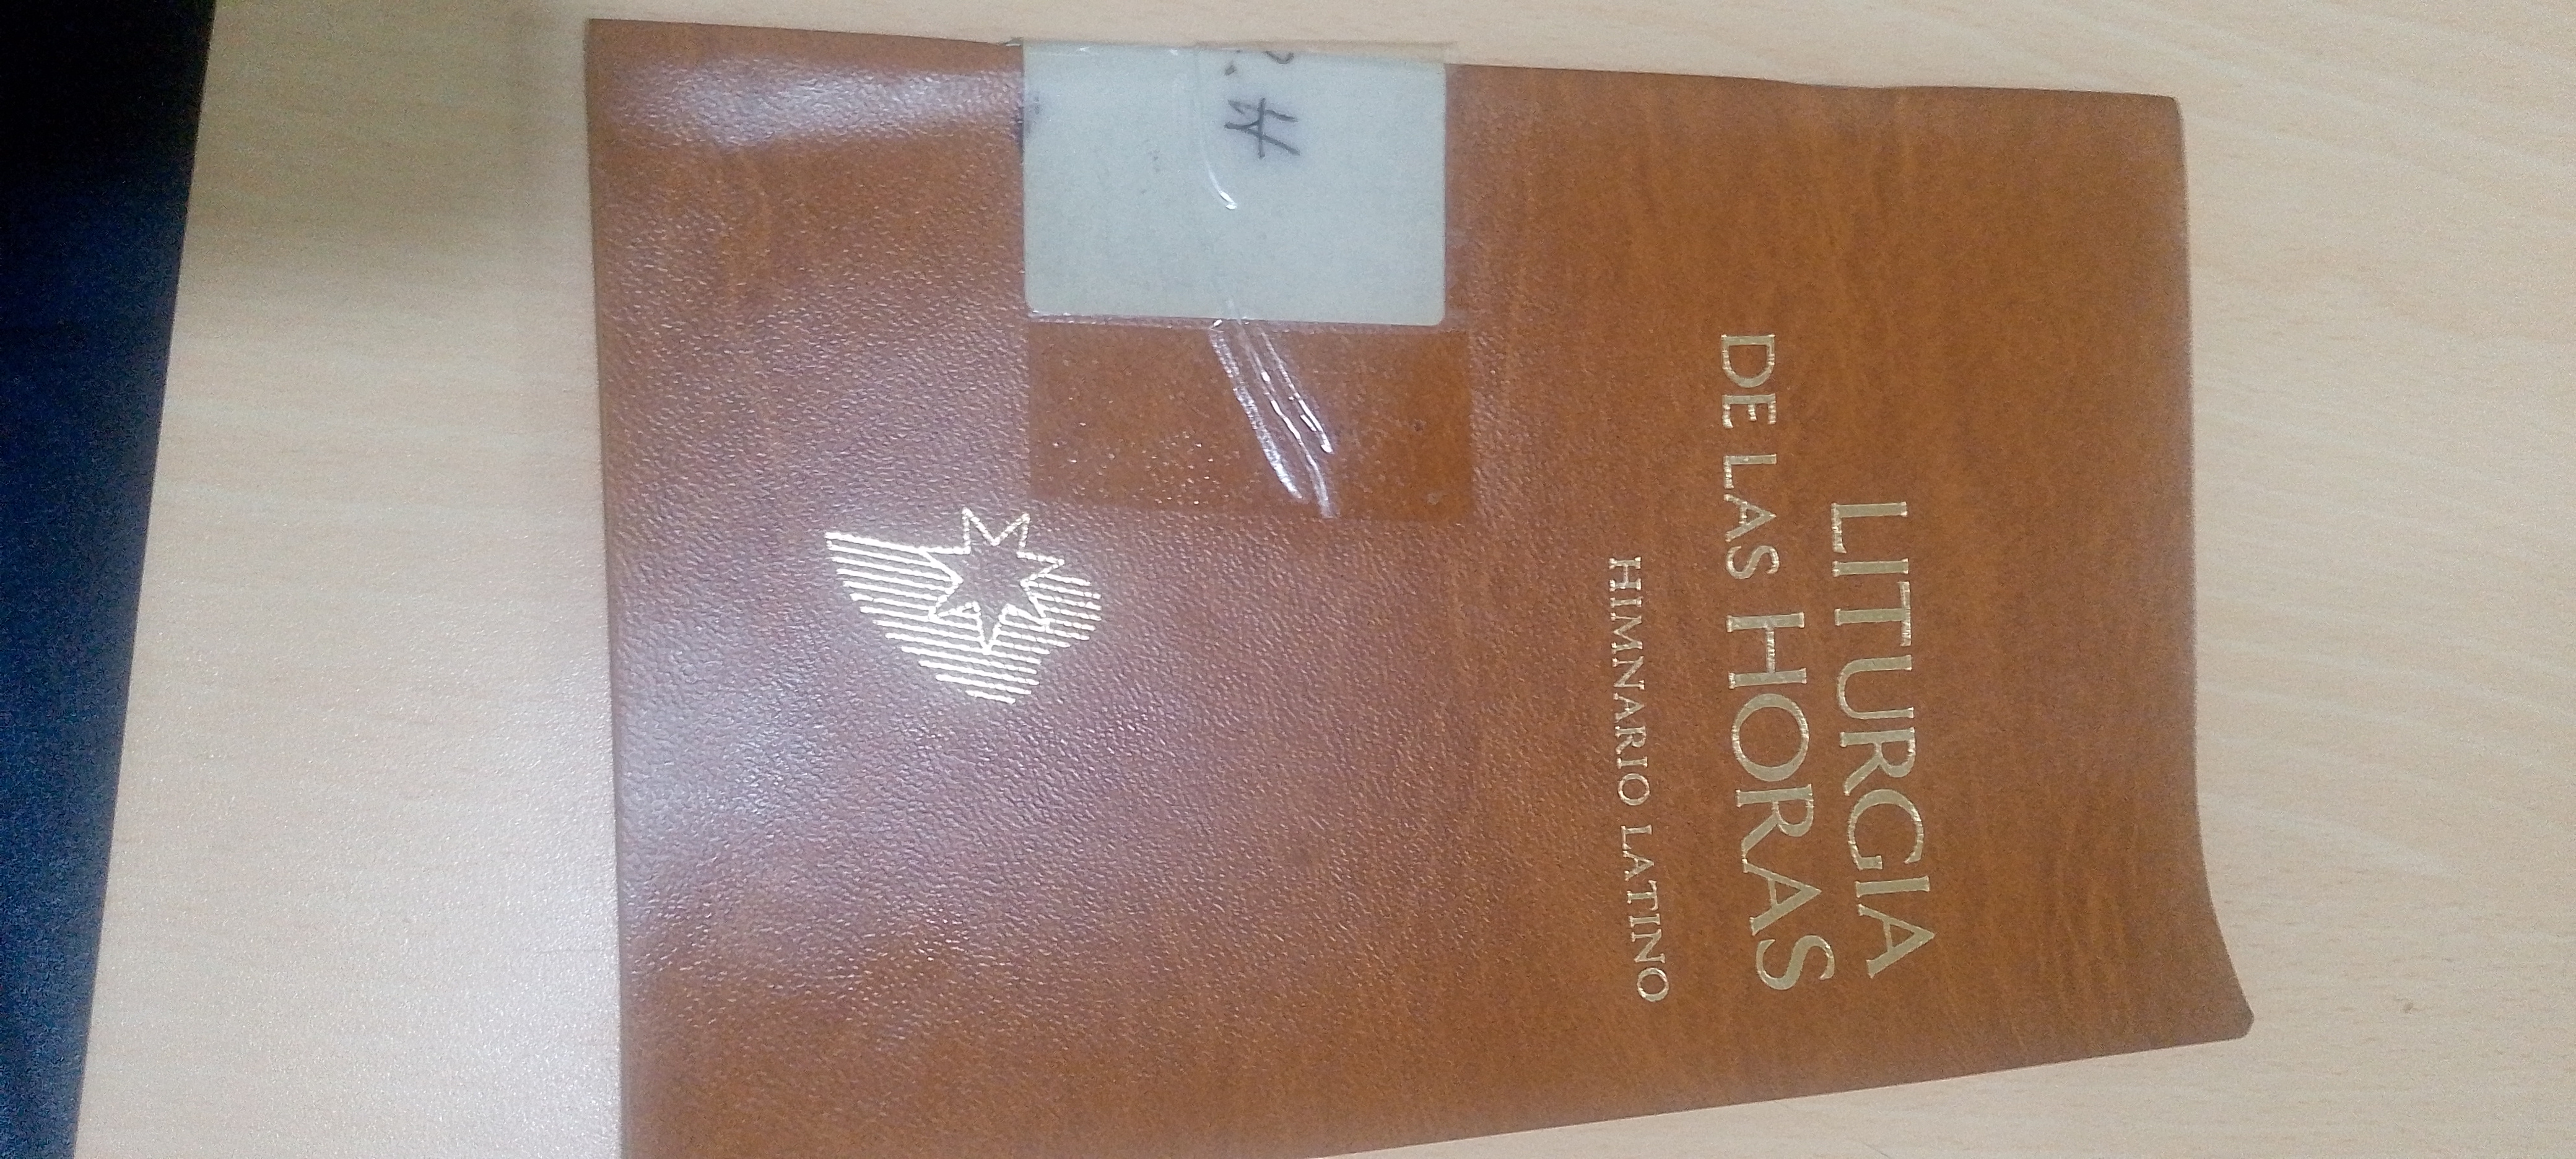 LITURGIA
DE LAS HORAS
HIMNARIO LATINO